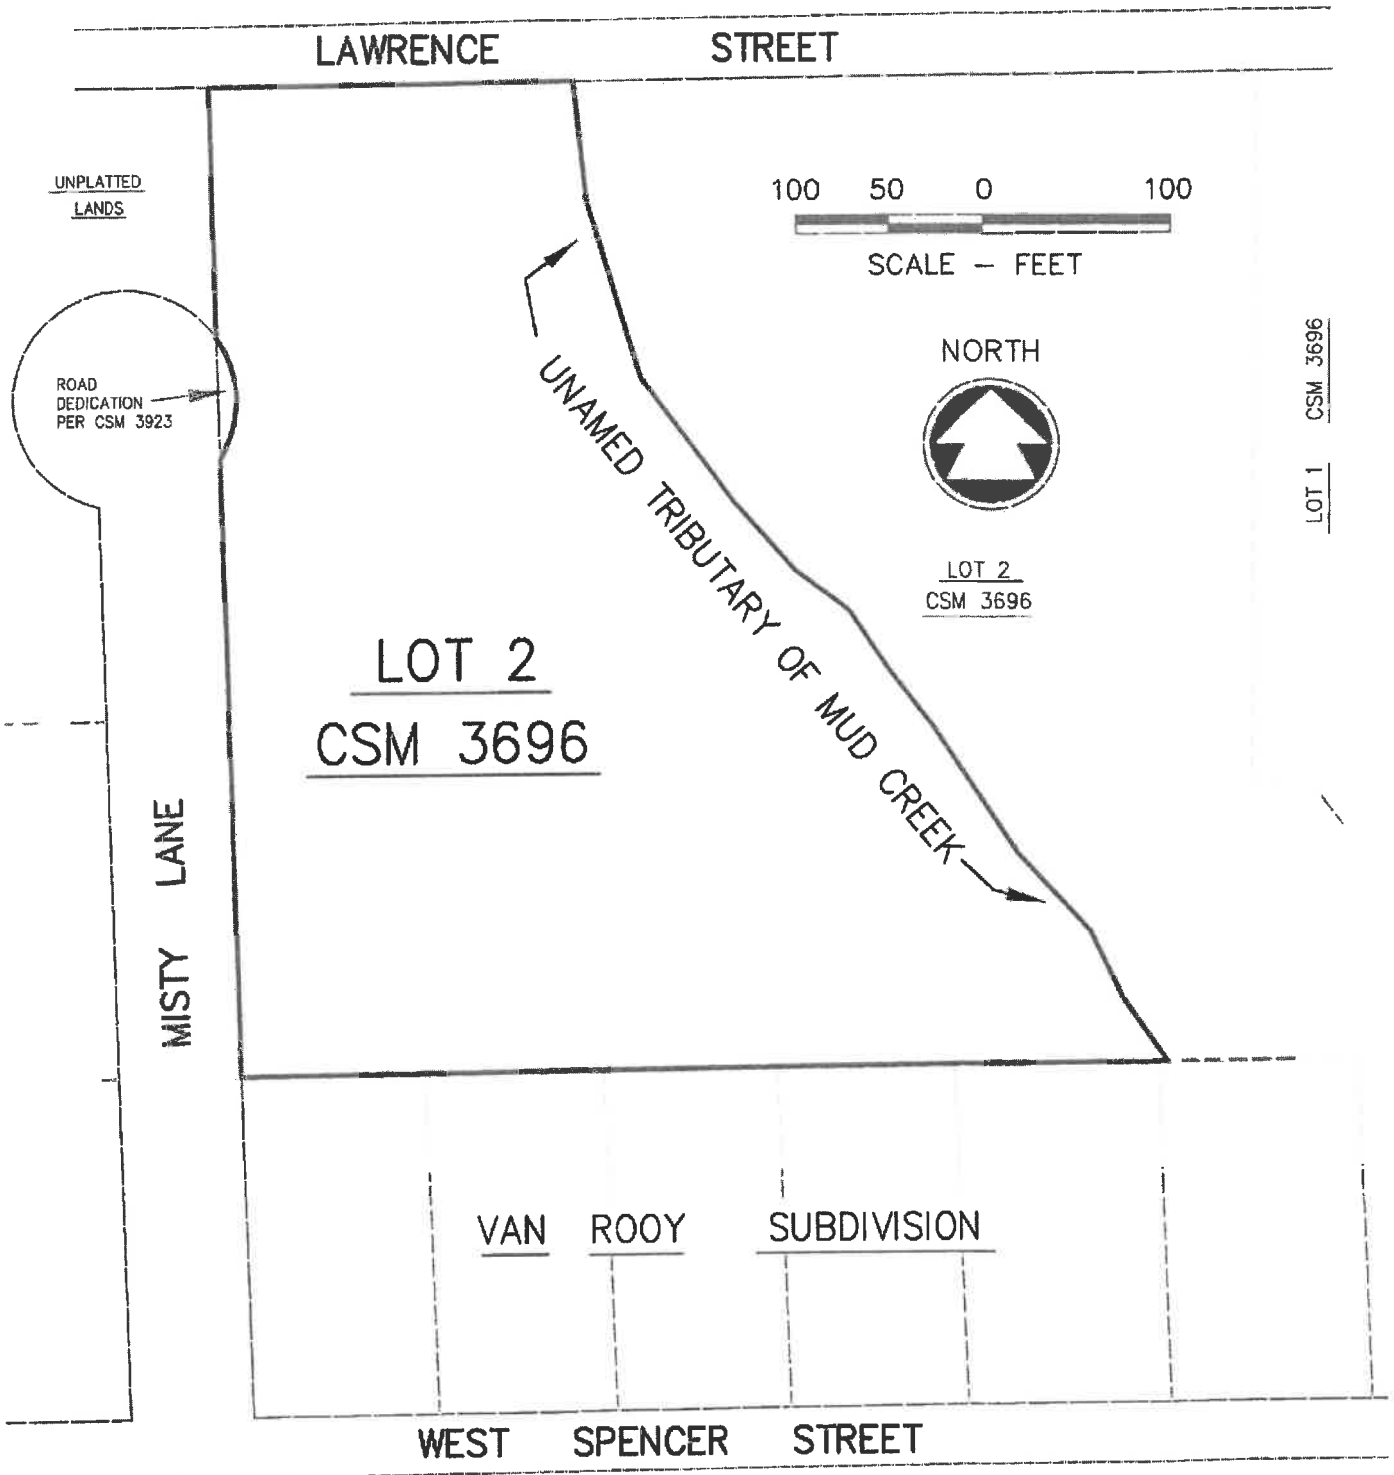 LAWRENCE STREET
UNPLATTED
LANDS
100 50 0 100
SCALE – FEET
NORTH
ROAD
DEDICATION
PER CSM 3923
UNAMED TRIBUTARY OF MUD CREEK
LOT 1 CSM 3696
LOT 2
CSM 3696
LOT 2
CSM 3696
MISTY LANE
VAN ROOY SUBDIVISION
WEST SPENCER STREET